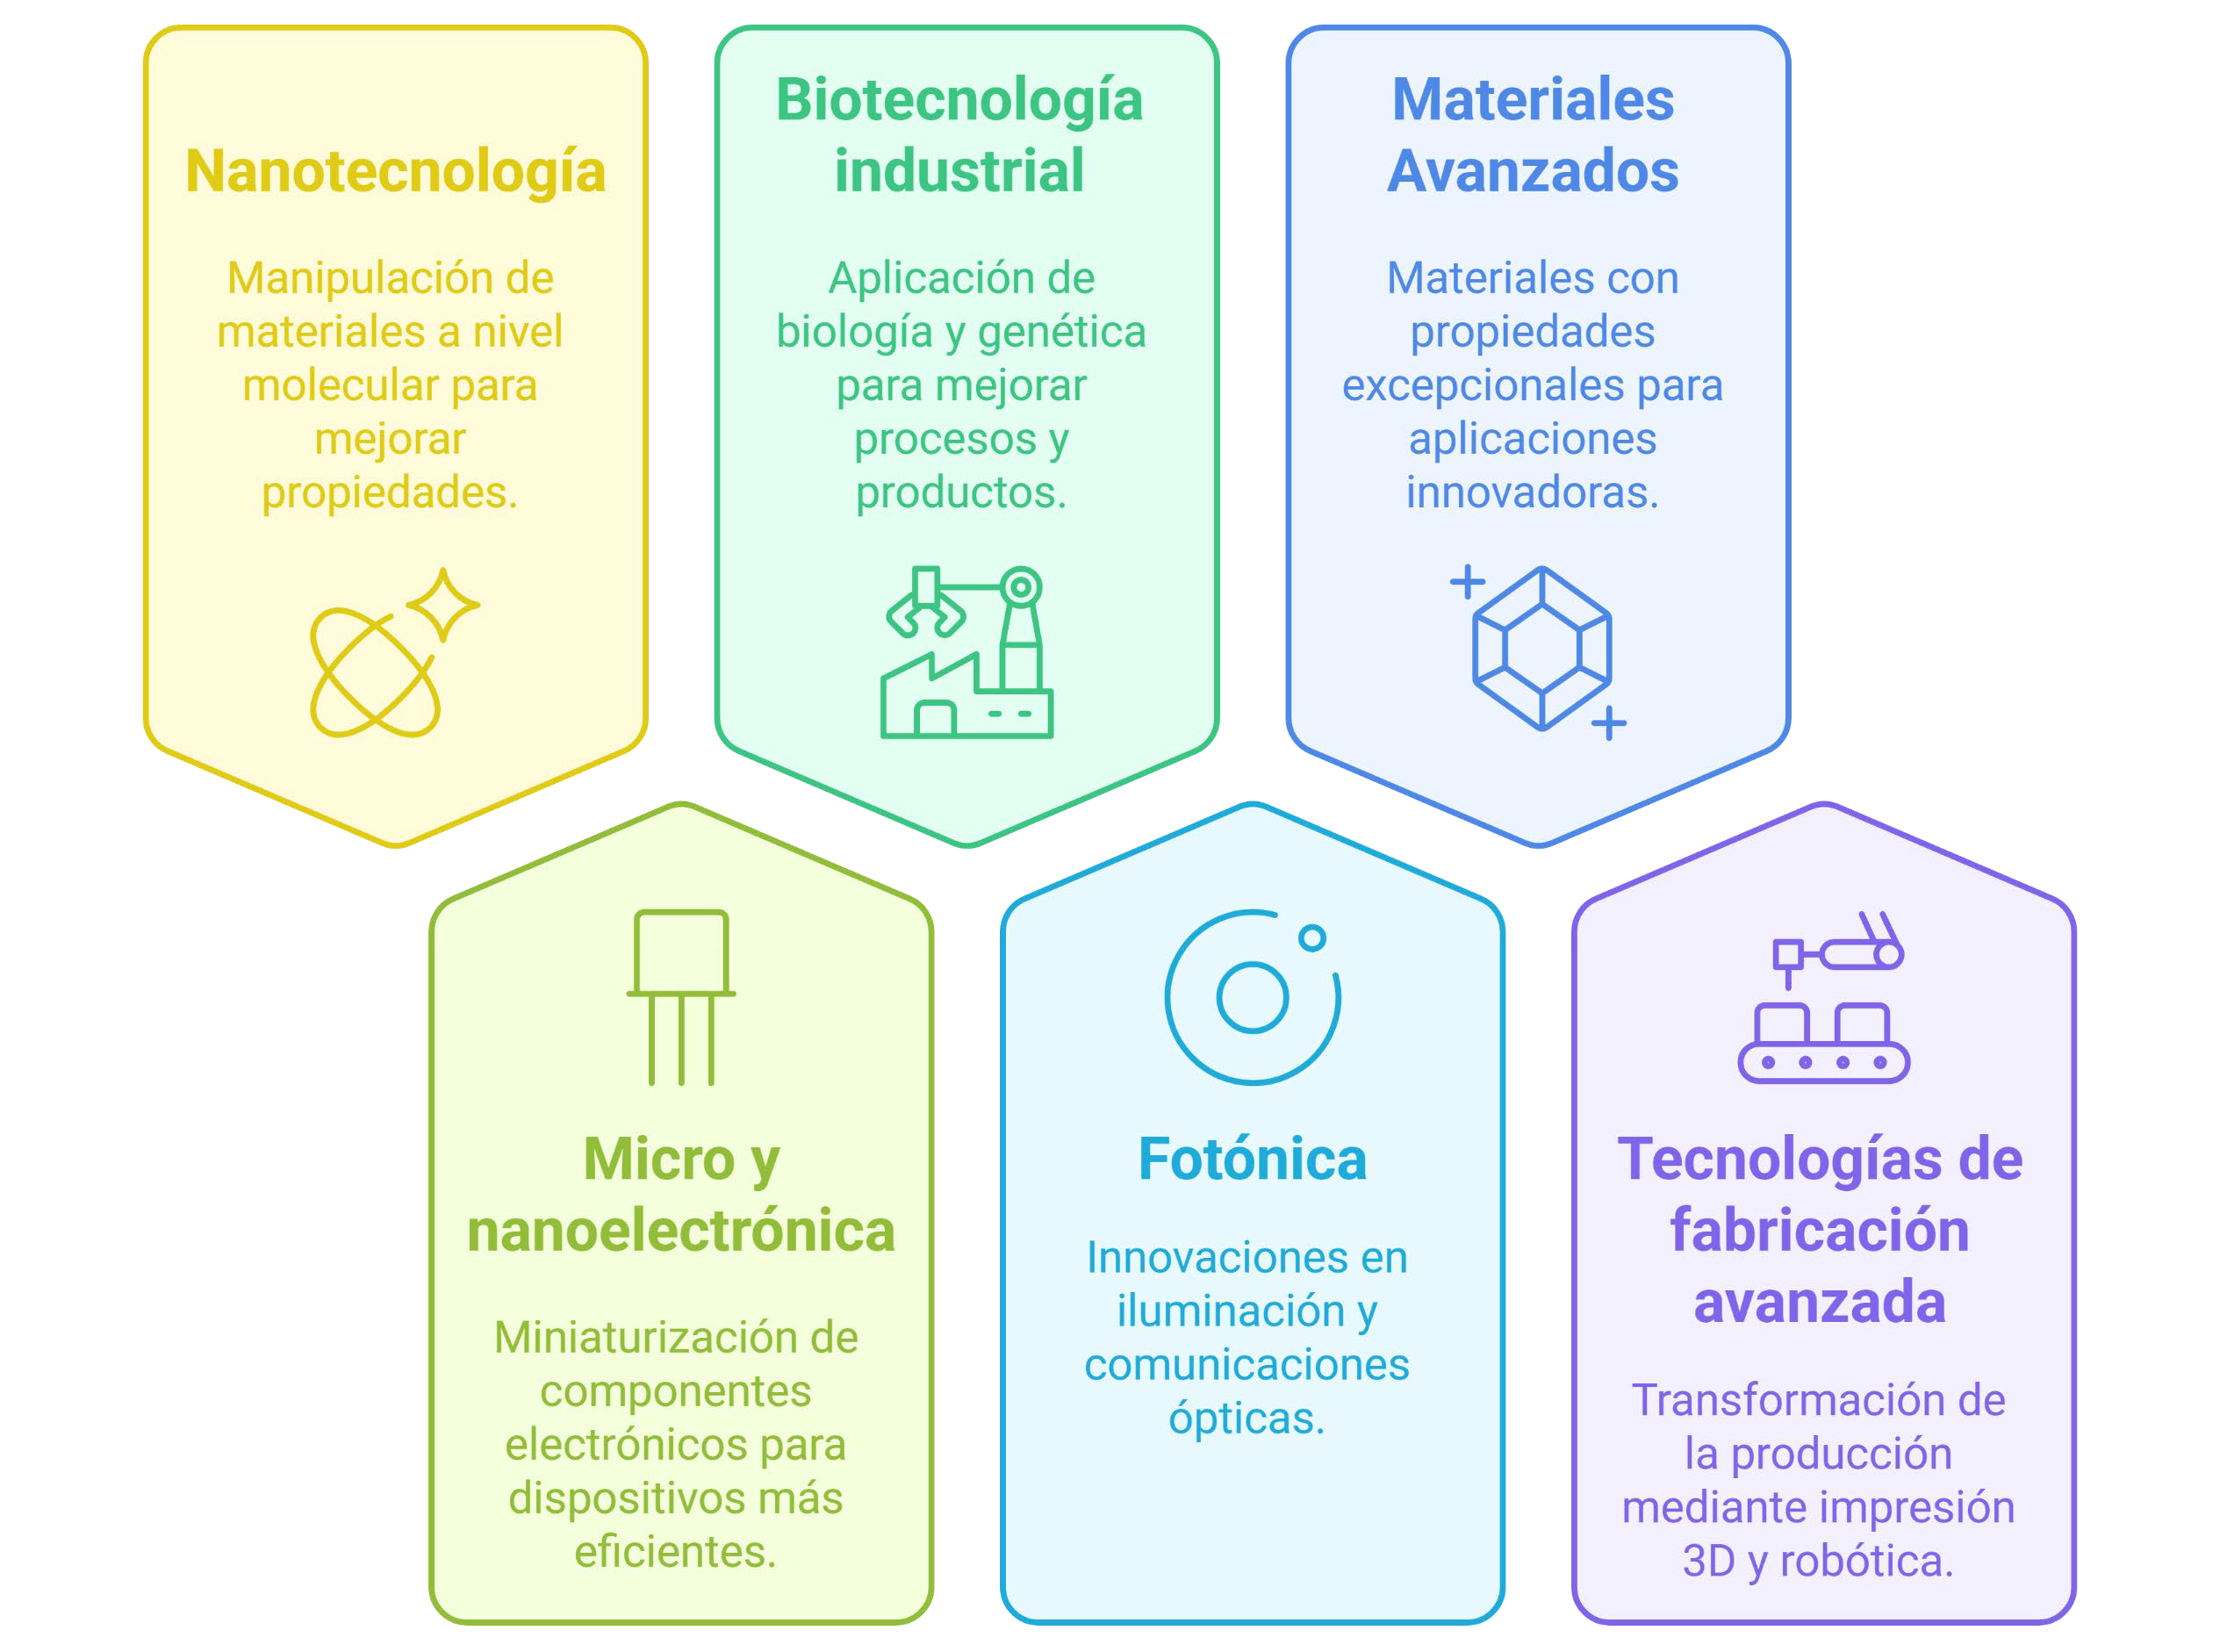 Nanotecnología
Manipulación de
materiales a nivel
molecular para
mejorar
propiedades.
Biotecnología
industrial
Aplicación de
biología y genética
para mejorar
procesos y
productos.
Materiales
Avanzados
Materiales con
propiedades
excepcionales para
aplicaciones
innovadoras.
Micro y
nanoelectrónica
Miniaturización de
componentes
electrónicos para
dispositivos más
eficientes.
Fotónica
Innovaciones en
iluminación y
comunicaciones
ópticas.
Tecnologías de
fabricación
avanzada
Transformación de
la producción
mediante impresión
3D y robótica.